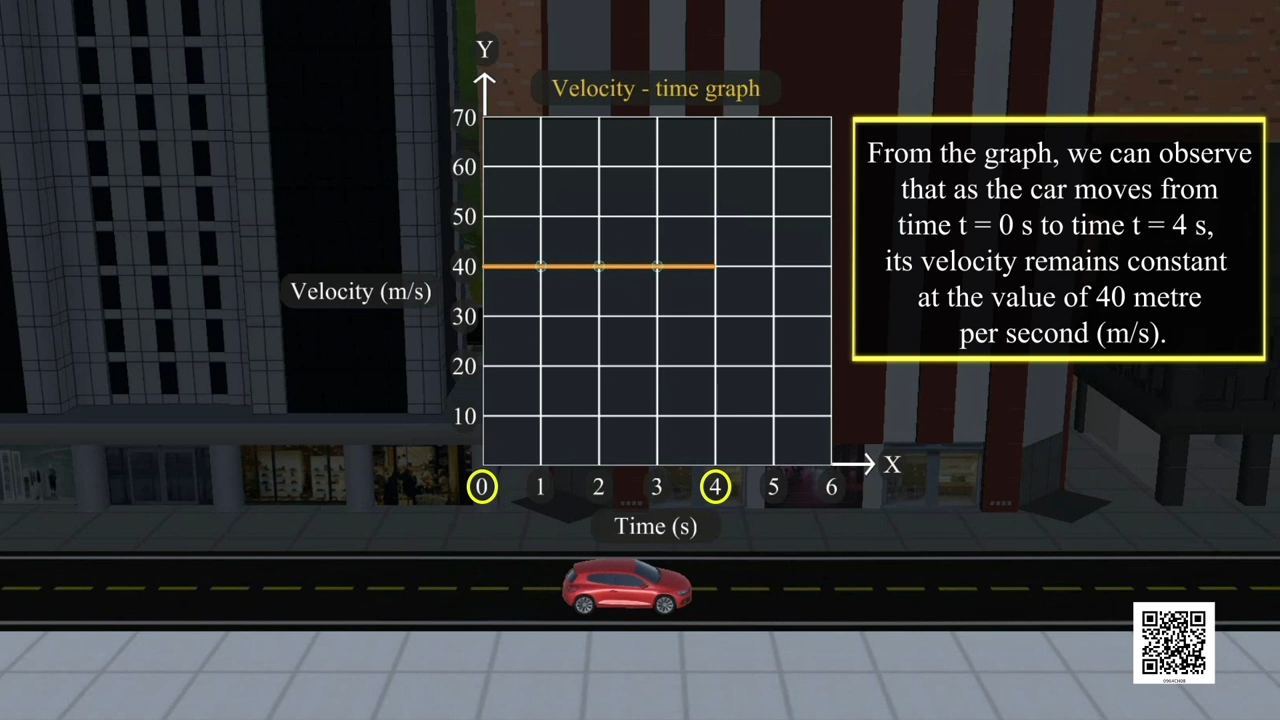 Y
Velocity - time graph
70
60
50
40
30
20
10
Velocity (m/s)
0 1 2 3 4 5 6
X
Time (s)
From the graph, we can observe
that as the car moves from
time t = 0 s to time t = 4 s,
its velocity remains constant
at the value of 40 metre
per second (m/s).
0964CH08